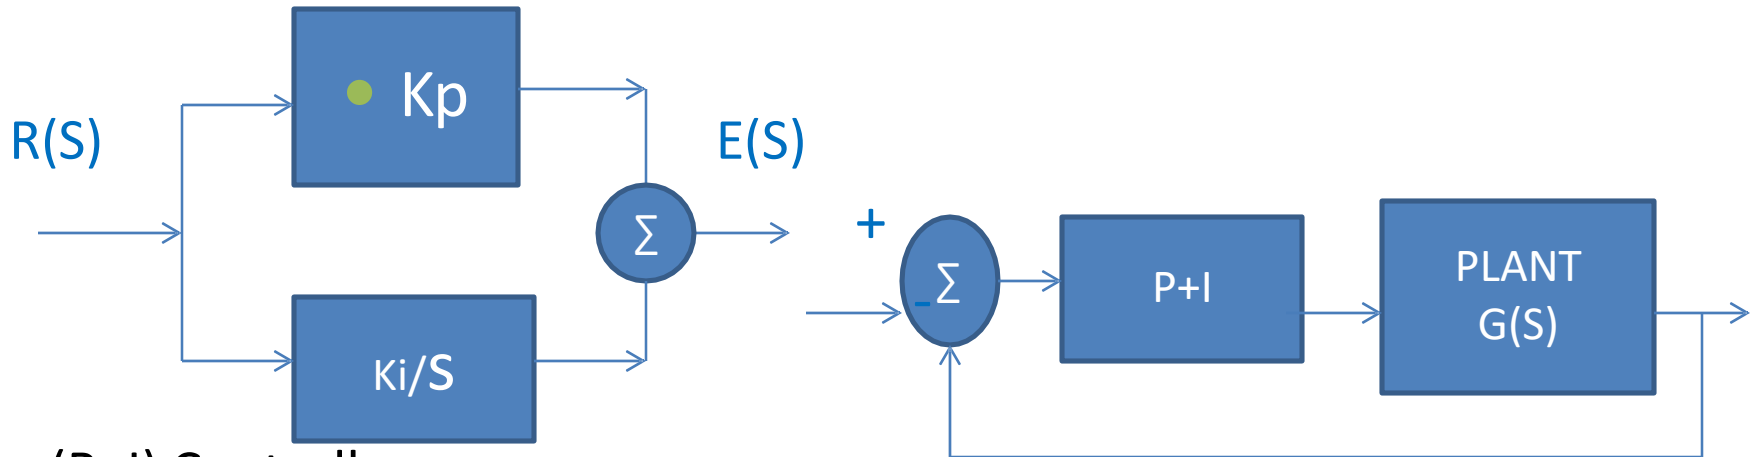 • Kp
R(S)
E(S)
Ki/S
∑
+
∑
-
P+I
PLANT
G(S)